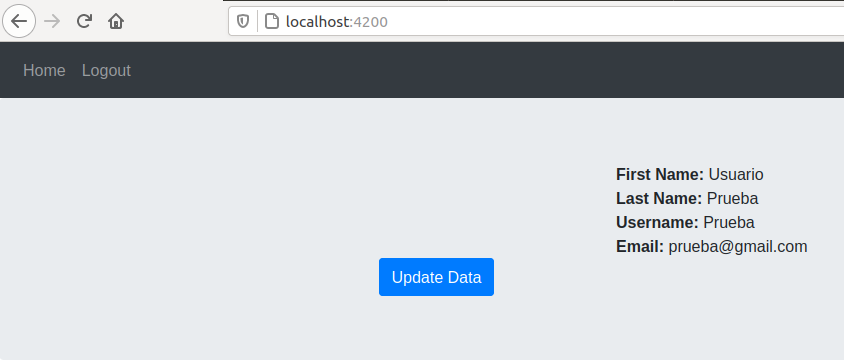 localhost:4200
Home Logout
First Name: Usuario
Last Name: Prueba
Username: Prueba
Email: prueba@gmail.com
Update Data